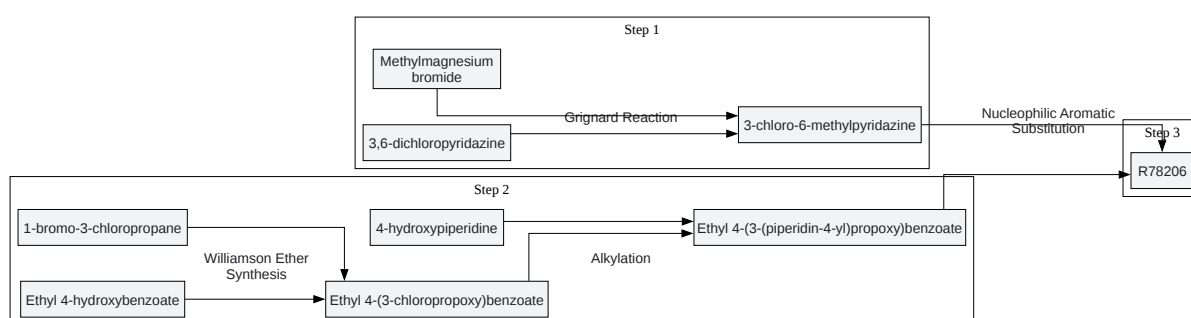 Step 1
Methylmagnesium
bromide
Grignard Reaction
3,6-dichloropyridazine
3-chloro-6-methylpyridazine
Nucleophilic Aromatic
Substitution
Step 3
R78206
Step 2
1-bromo-3-chloropropane
4-hydroxypiperidine
Ethyl 4-(3-(piperidin-4-yl)propoxy)benzoate
Williamson Ether
Synthesis
Alkylation
Ethyl 4-hydroxybenzoate
Ethyl 4-(3-chloropropoxy)benzoate